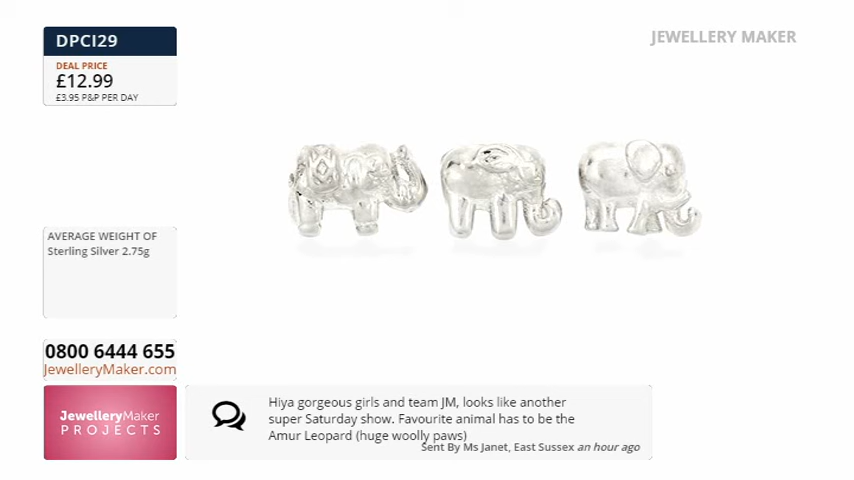 DPCI29
DEAL PRICE
£12.99
£3.95 P&P PER DAY
JEWELLERY MAKER
AVERAGE WEIGHT OF
Sterling Silver 2.75g
0800 6444 655
JewelleryMaker.com
JewelleryMaker
PROJECTS
Hiya gorgeous girls and team JM, looks like another
super Saturday show. Favourite animal has to be the
Amur Leopard (huge woolly paws)
Sent By Ms Janet, East Sussex an hour ago